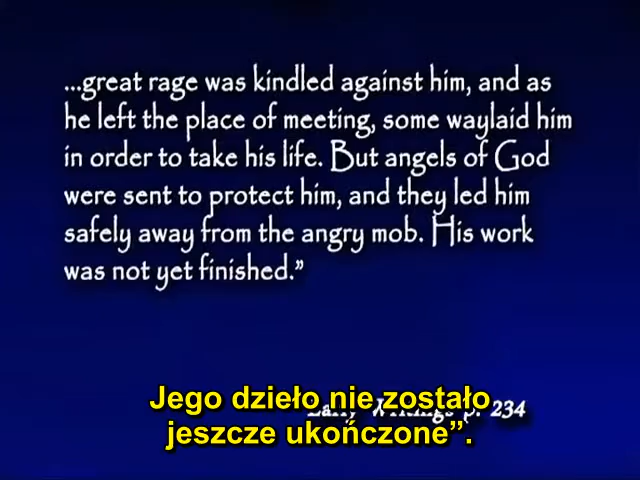 ...great rage was kindled against him, and as
he left the place of meeting, some waylaid him
in order to take his life. But angels of God
were sent to protect him, and they led him
safely away from the angry mob. His work
was not yet finished.”
Early Writings p. 234
Jego dzieło nie zostało
jeszcze ukończone”.